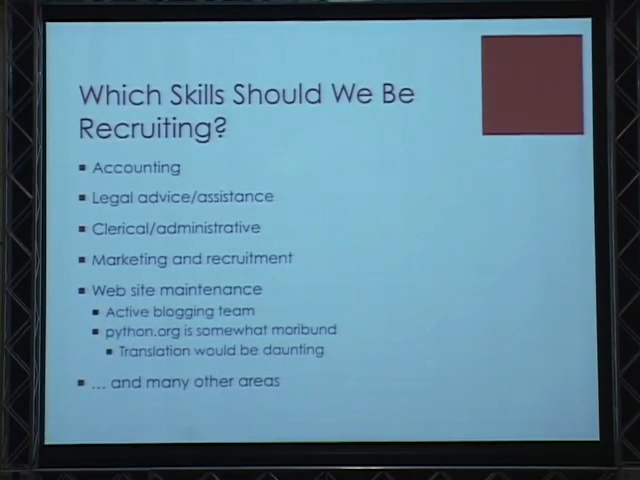 Which Skills Should We Be
Recruiting?
Accounting
Legal advice/assistance
Clerical/administrative
Marketing and recruitment
Web site maintenance
Active blogging team
python.org is somewhat moribund
Translation would be daunting
... and many other areas